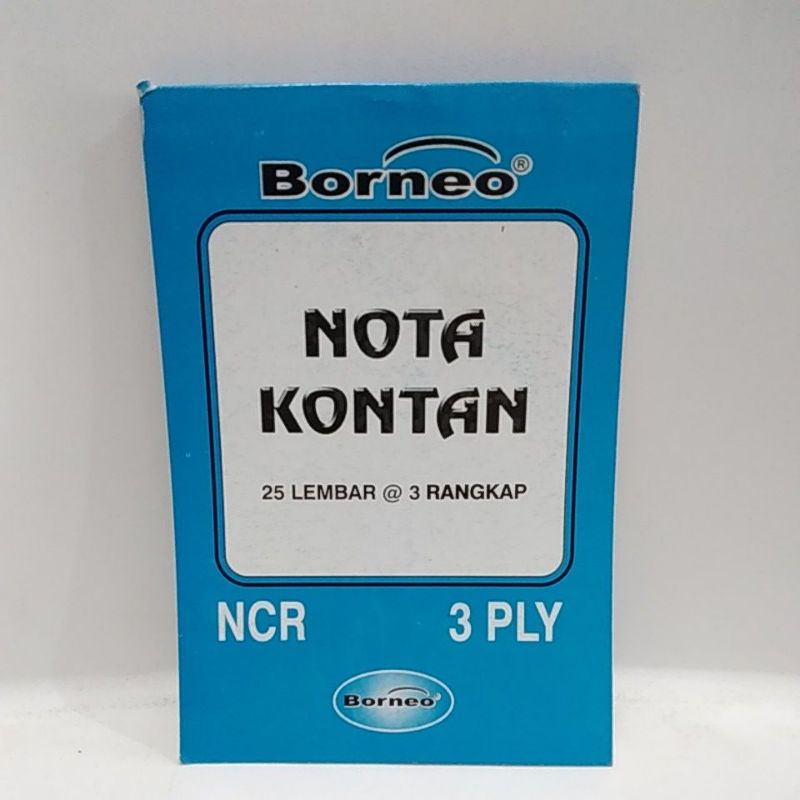 Borneo®
NOTA
KONTAN
25 LEMBAR @ 3 RANGKAP
NCR 3 PLY
Borneo®